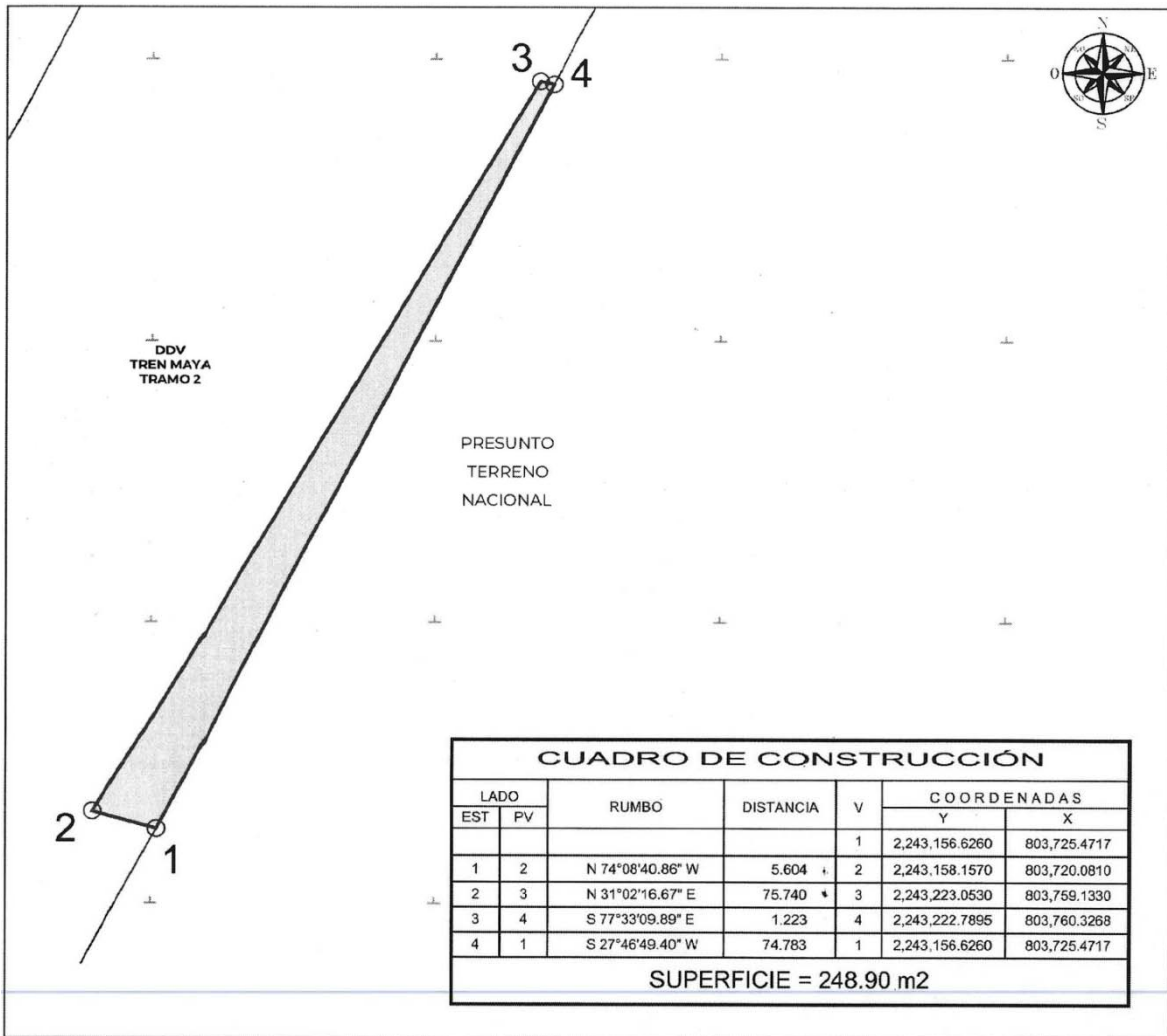 N
NO NE
O E
SO SE
S
3
4
DDV
TREN MAYA
TRAMO 2
PRESUNTO
TERRENO
NACIONAL
2
1
CUADRO DE CONSTRUCCIÓN
LADO RUMBO DISTANCIA V COORDENADAS
EST PV Y X
1 2,243,156.6260 803,725.4717
1 2 N 74°08'40.86" W 5.604 2 2,243,158.1570 803,720.0810
2 3 N 31°02'16.67" E 75.740 3 2,243,223.0530 803,759.1330
3 4 S 77°33'09.89" E 1.223 4 2,243,222.7895 803,760.3268
4 1 S 27°46'49.40" W 74.783 1 2,243,156.6260 803,725.4717
SUPERFICIE = 248.90 m2